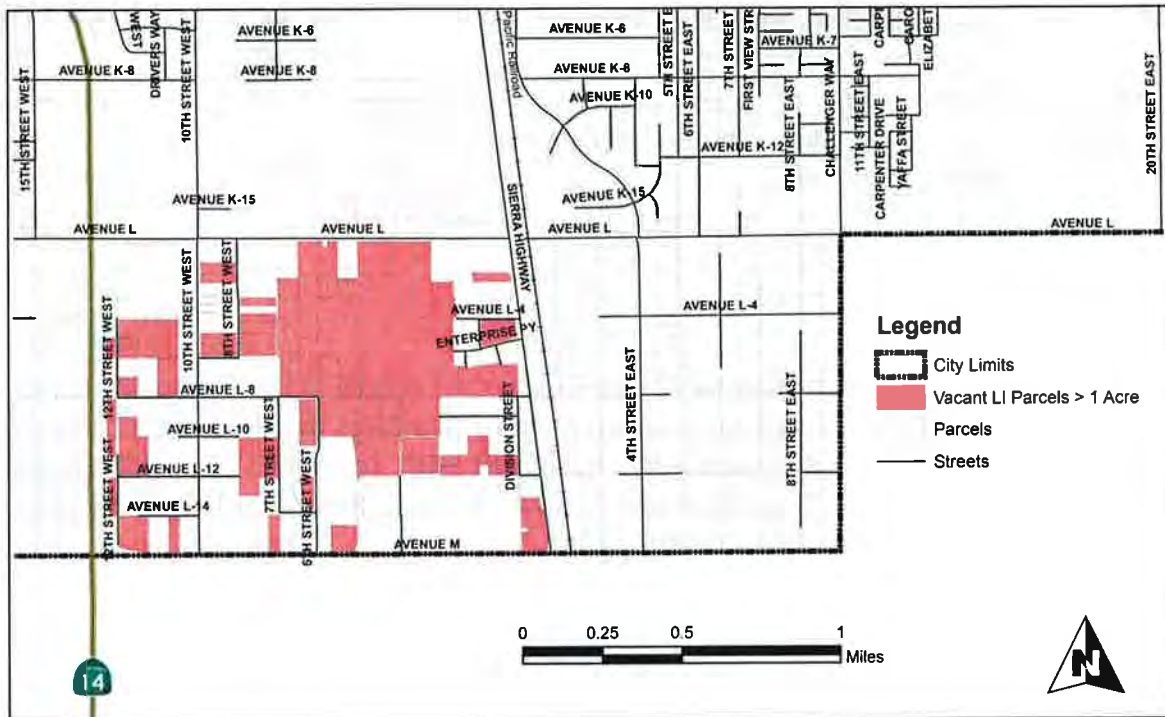 AVENUE K-6
AVENUE K-6
AVENUE K-7
AVENUE K-8
AVENUE K-8
AVENUE K-8
AVENUE K-10
AVENUE K-12
AVENUE K-15
AVENUE K-15
WEST
DRIVERS WAY
10TH STREET WEST
15TH STREET WEST
Pacific Railroad
SIERRA HIGHWAY
5TH STREET E
6TH STREET EAST
7TH STREET
FIRST VIEW STR
8TH STREET EAST
CHALLENGER WAY
11TH STREET EAST
CARPENTER DRIVE
YAFFA STREET
CARPE
CARO
ELIZABET
20TH STREET EAST
AVENUE L
AVENUE L
AVENUE L
AVENUE L
10TH STREET WEST
8TH STREET WEST
12TH STREET WEST
AVENUE L-4
AVENUE L-4
ENTERPRISE PY
AVENUE L-8
AVENUE L-10
AVENUE L-12
AVENUE L-14
12TH STREET WEST
7TH STREET WEST
5TH STREET WEST
DIVISION STREET
4TH STREET EAST
8TH STREET EAST
AVENUE M
Legend
City Limits
Vacant LI Parcels > 1 Acre
Parcels
Streets
0 0.25 0.5 1
Miles
N
14